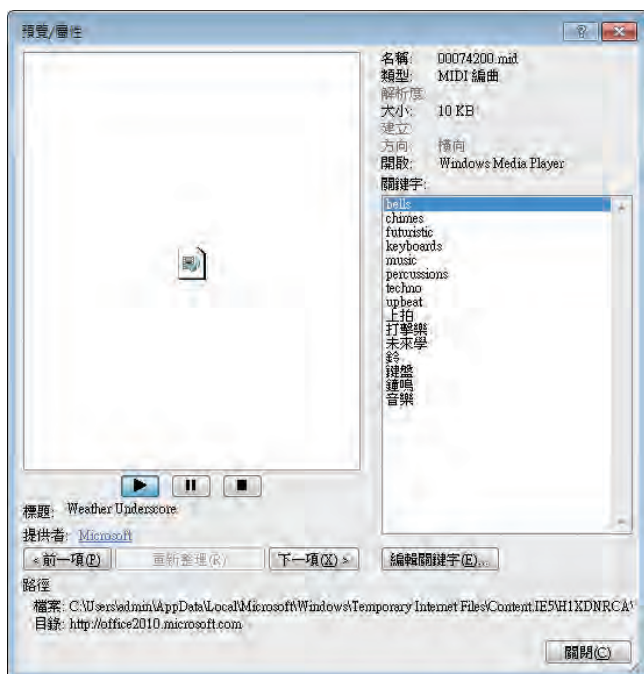 預覽/屬性
名稱: 00074200.mid
類型: MIDI 編曲
解析度
大小: 10 KB
建立
方向 橫向
開啟: Windows Media Player
關鍵字:
bells
chimes
futuristic
keyboards
music
percussions
techno
upbeat
上拍
打擊樂
未來學
鈴
鍵盤
鐘鳴
音樂
標題: Weather Underscore
提供者: Microsoft
<前一項(P) 重新整理(R) 下一項(X)> 編輯關鍵字(E)...
路徑
檔案: C:\Users\admin\AppData\Local\Microsoft\Windows\Temporary Internet Files\Content.IE5\H1XDNRCA\
目錄: http://office2010.microsoft.com
關閉(C)